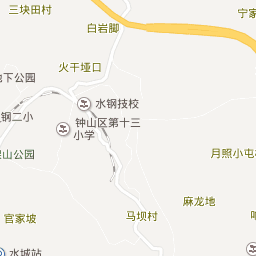 三块田村
白岩脚
宁家
火干垭口
地下公园
水钢技校
钢二小
钟山区第十三
小学
山公园
月照小屯
麻龙地
官家坡
马坝村
水城站